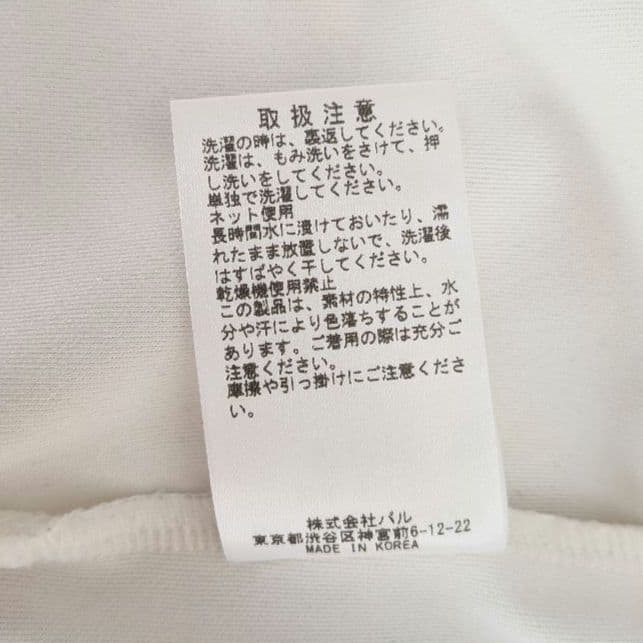 取扱注意
洗濯の時は、裏返してください。
洗濯は、もみ洗いをさけて、押
し洗いをしてください。
単独で洗濯してください。
ネット使用
長時間水に漬けておいたり、濡
れたまま放置しないで、洗濯後
はすばやく干してください。
乾燥機使用禁止
この製品は、素材の特性上、水
分や汗により色落ちすることが
あります。ご着用の際は充分ご
注意ください。
摩擦や引っ掛けにご注意くださ
い。
株式会社パル
東京都渋谷区神宮前6-12-22
MADE IN KOREA